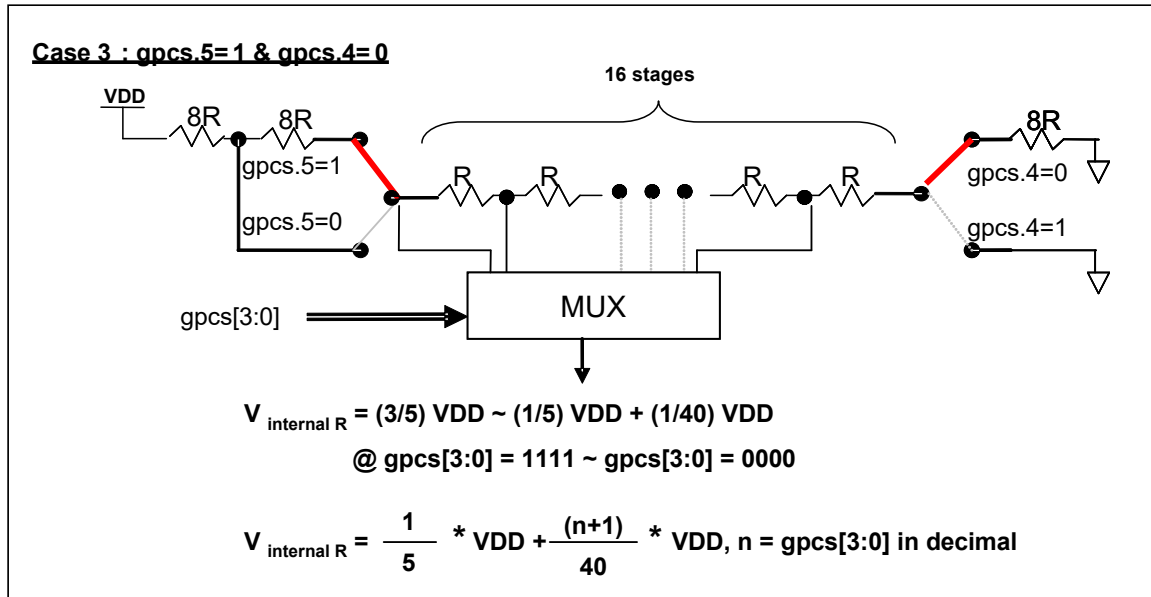 Case 3 : gpcs.5=1 & gpcs.4=0
16 stages
VDD
8R
8R
8R
gpcs.5=1
gpcs.4=0
R
R
R
R
gpcs.5=0
gpcs.4=1
gpcs[3:0]
MUX
V internal R = (3/5) VDD ~ (1/5) VDD + (1/40) VDD
@ gpcs[3:0] = 1111 ~ gpcs[3:0] = 0000
V internal R = 1/5 * VDD + (n+1)/40 * VDD, n = gpcs[3:0] in decimal